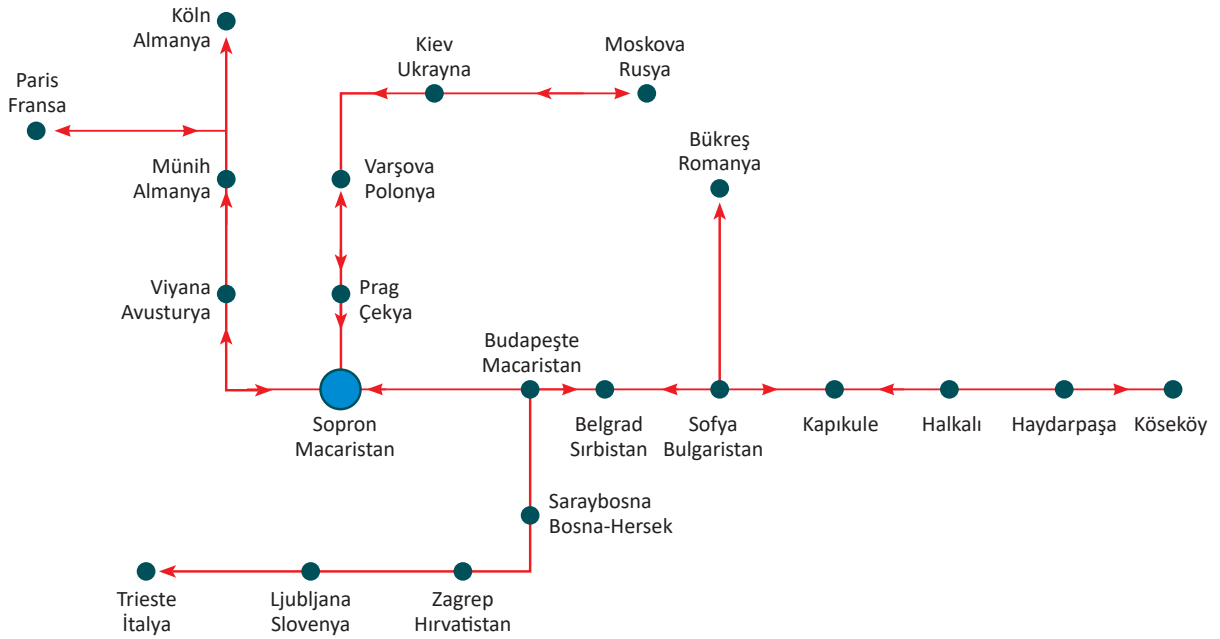 Köln
Almanya
Kiev
Ukrayna
Moskova
Rusya
Paris
Fransa
Bükreş
Romanya
Münih
Almanya
Varşova
Polonya
Viyana
Avusturya
Prag
Çekya
Budapeşte
Macaristan
Sopron
Macaristan
Belgrad
Sırbistan
Sofya
Bulgaristan
Kapıkule
Halkalı
Haydarpaşa
Köseköy
Saraybosna
Bosna-Hersek
Trieste
İtalya
Ljubljana
Slovenya
Zagrep
Hırvatistan